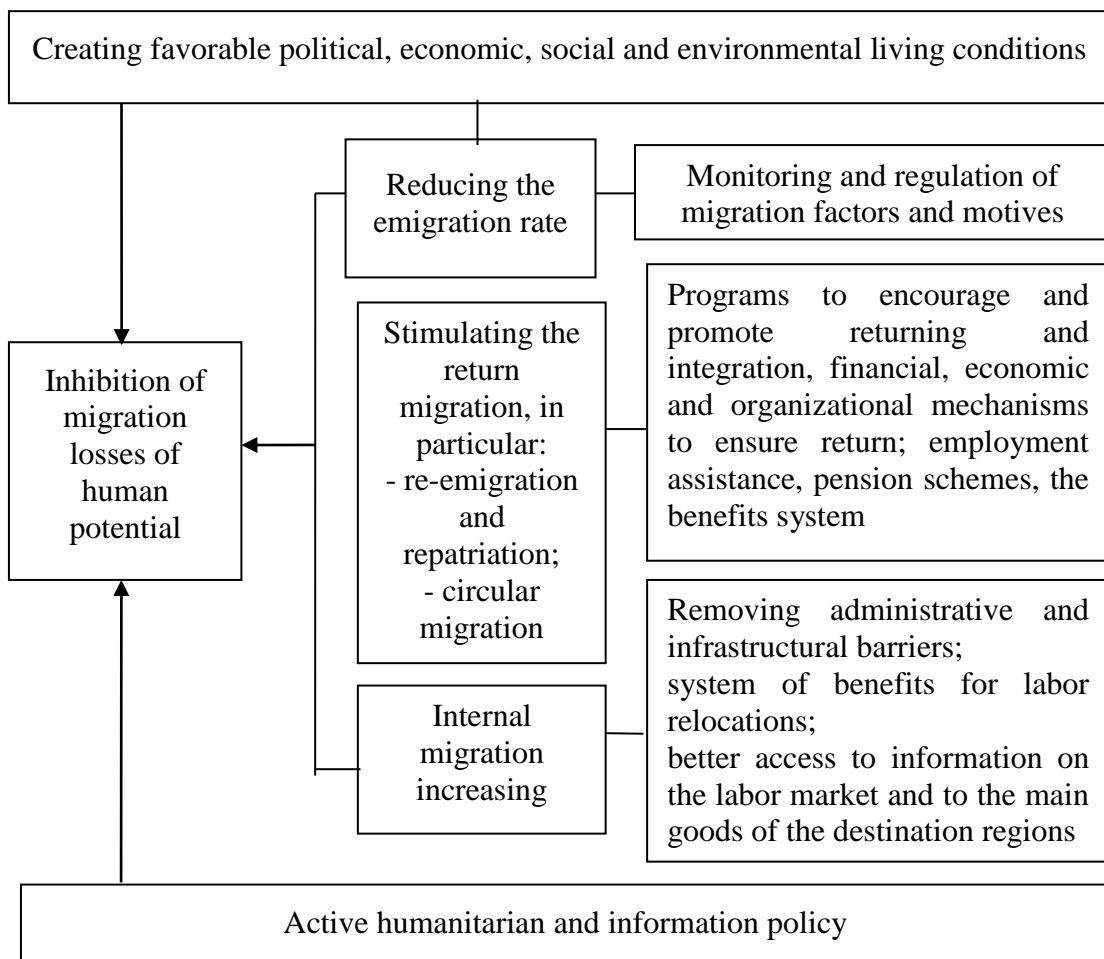 Creating favorable political, economic, social and environmental living conditions
Reducing the
emigration rate
Monitoring and regulation of
migration factors and motives
Inhibition of
migration
losses of
human
potential
Stimulating the
return
migration, in
particular:
- re-emigration
and
repatriation;
- circular
migration
Programs to encourage and
promote returning and
integration, financial, economic
and organizational mechanisms
to ensure return; employment
assistance, pension schemes, the
benefits system
Internal
migration
increasing
Removing administrative and
infrastructural barriers;
system of benefits for labor
relocations;
better access to information on
the labor market and to the main
goods of the destination regions
Active humanitarian and information policy